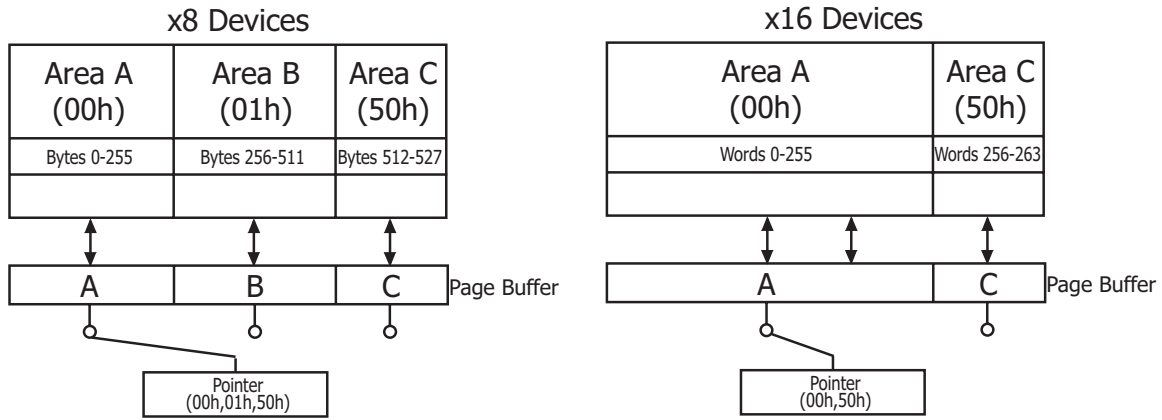 x8 Devices
Area A
(00h)
Area B
(01h)
Area C
(50h)
Bytes 0-255
Bytes 256-511
Bytes 512-527
A
B
C
Page Buffer
Pointer
(00h,01h,50h)
x16 Devices
Area A
(00h)
Area C
(50h)
Words 0-255
Words 256-263
A
C
Page Buffer
Pointer
(00h,50h)